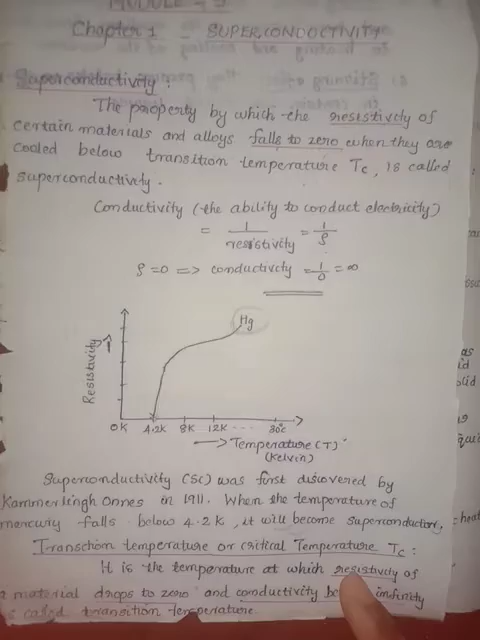 MODULE - 5
Chapter 1 - SUPERCONDUCTIVITY
Superconductivity :
The property by which the resistivity of
certain materials and alloys falls to zero when they are
cooled below transition temperature Tc, is called
superconductivity.
Conductivity (the ability to conduct electricity)
= 1/resistivity = 1/ρ
ρ=0 => conductivity = 1/0 = ∞
Hg
Resistivity →
0K 4.2K 8K 12K ... 30°C
→ Temperature (T)
(Kelvin)
Superconductivity (SC) was first discovered by
Kammerlingh Onnes in 1911. When the temperature of
mercury falls below 4.2K, it will become superconductor,
Transition temperature or critical Temperature Tc :
It is the temperature at which resistivity of
a material drops to zero and conductivity infinity
is called transition temperature.